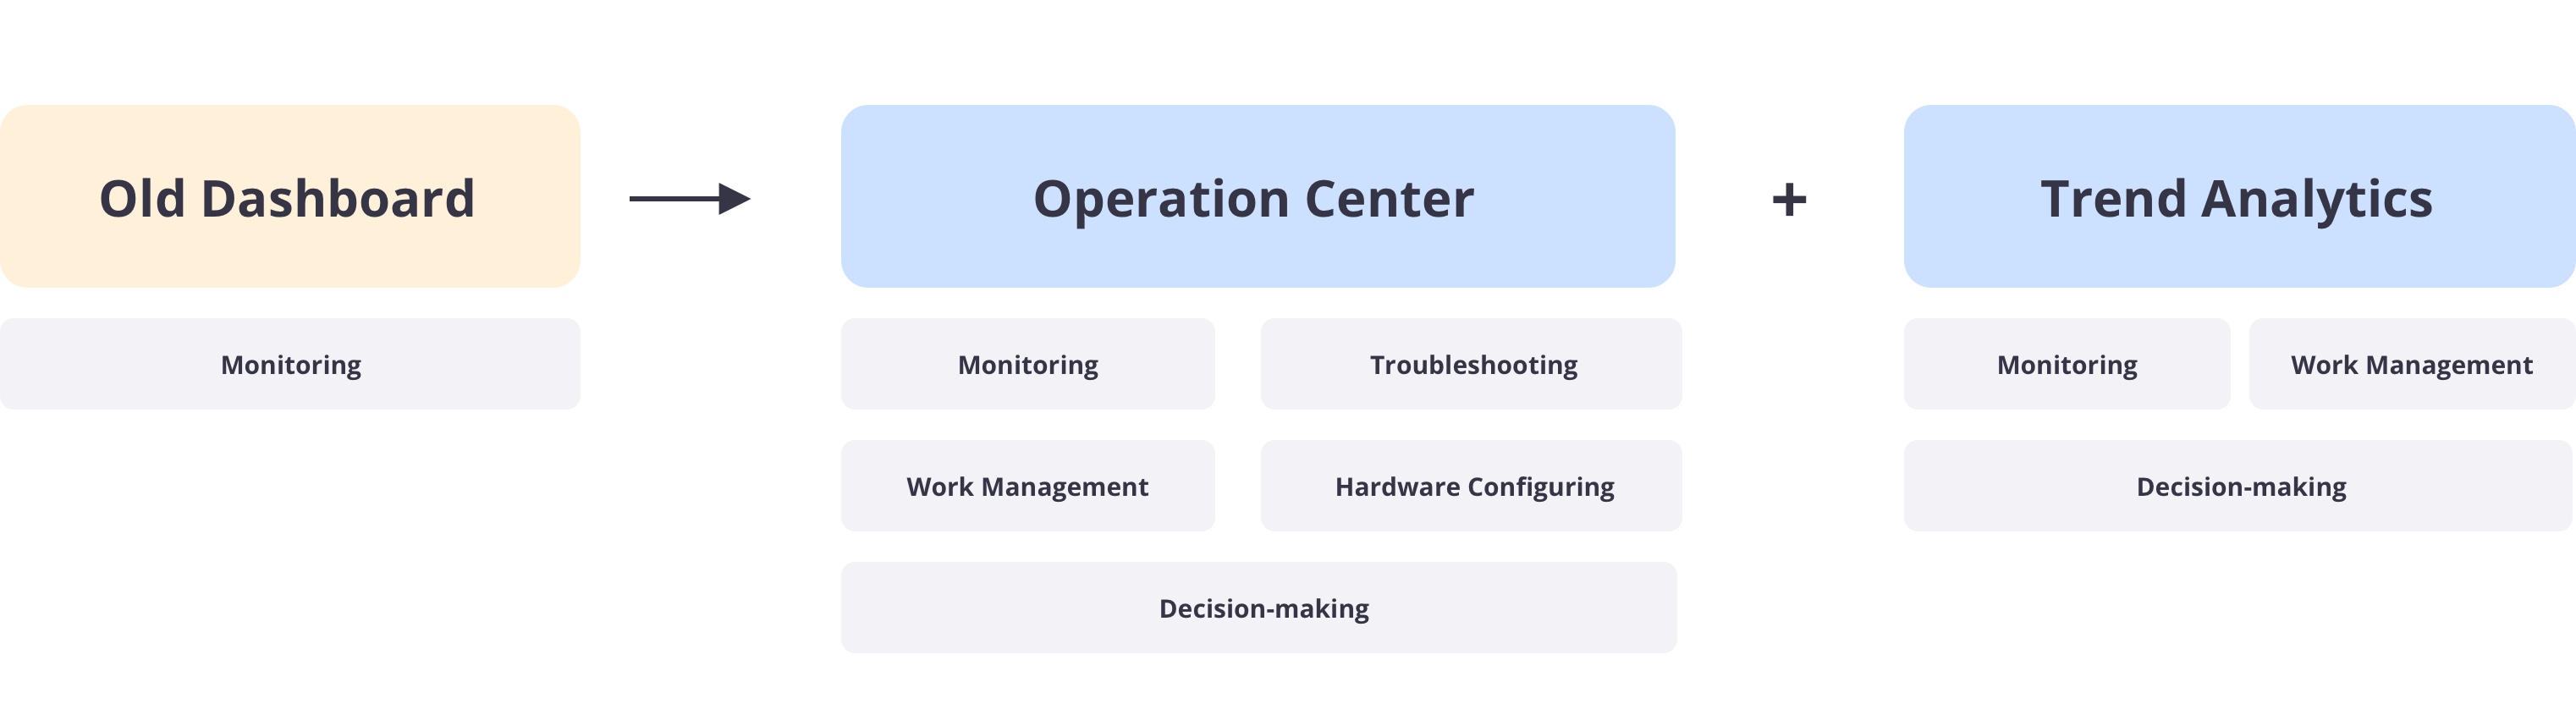 Old Dashboard
Operation Center
+
Trend Analytics
Monitoring
Monitoring
Troubleshooting
Monitoring
Work Management
Work Management
Hardware Configuring
Decision-making
Decision-making